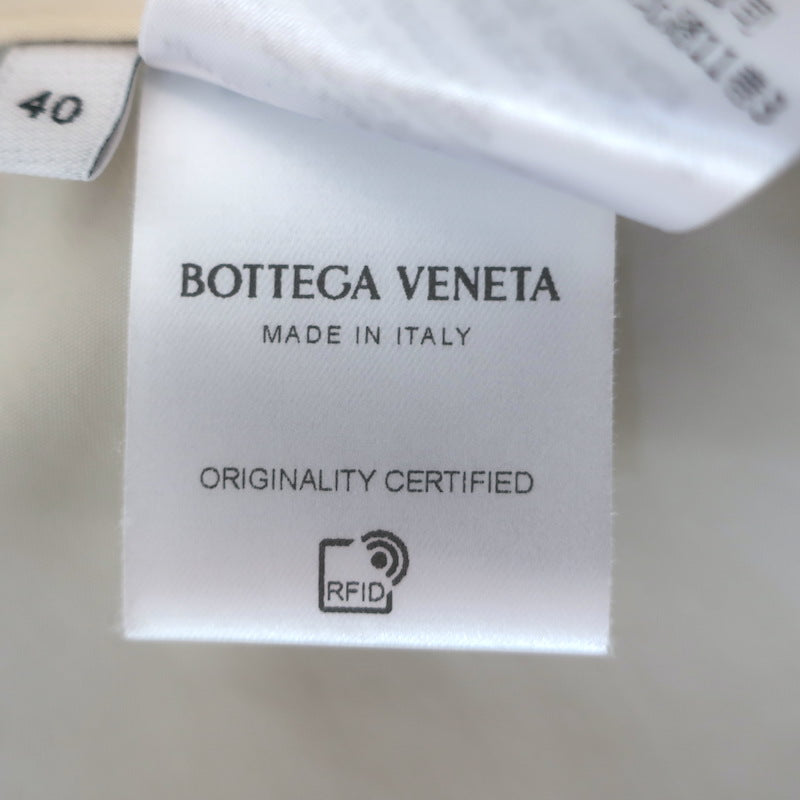 40
BOTTEGA VENETA
MADE IN ITALY
ORIGINALITY CERTIFIED
RFID